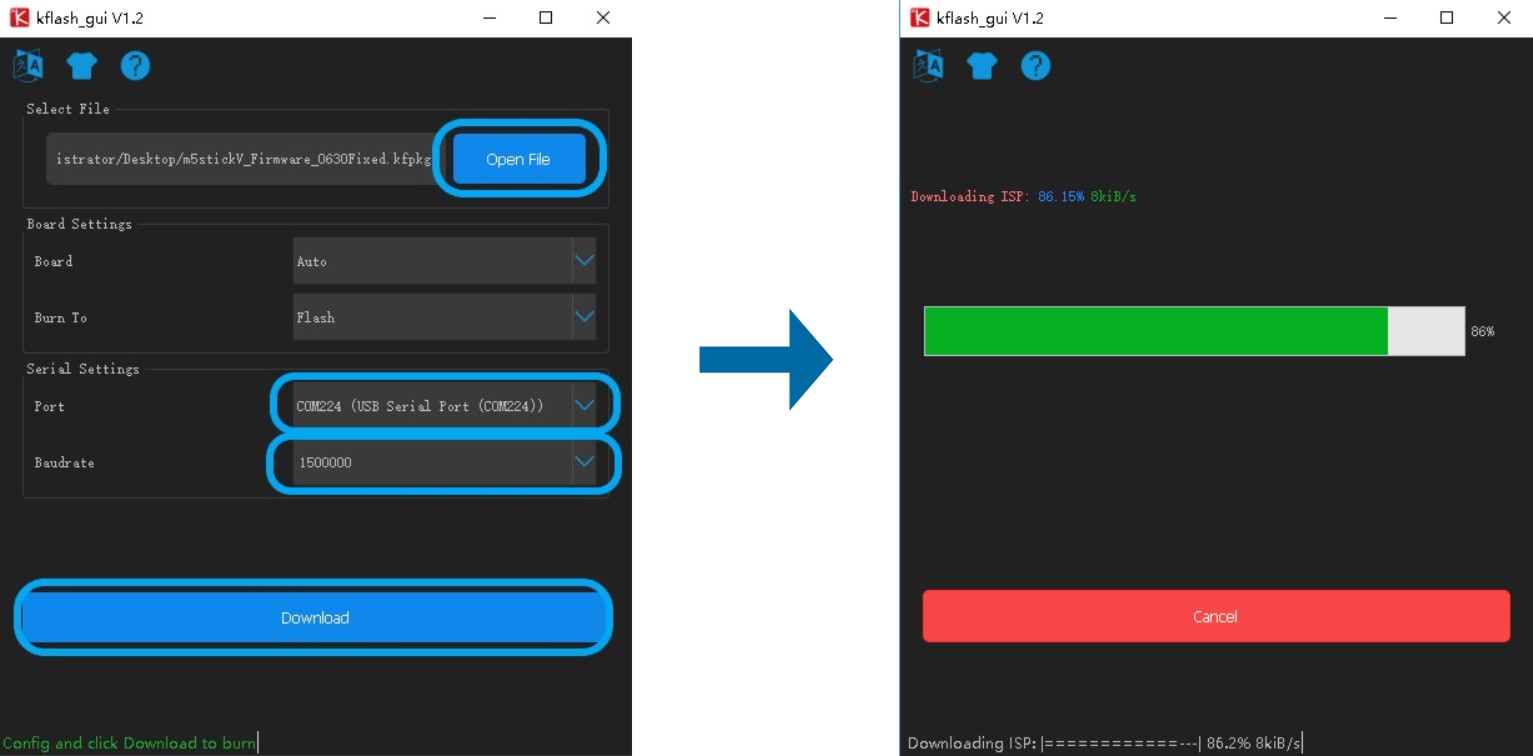 kflash_gui V1.2
Select File
istrator/Desktop/m5stickV_Firmware_0630Fixed.kfpkg
Open File
Board Settings
Board
Auto
Burn To
Flash
Serial Settings
Port
COM224 (USB Serial Port (COM224))
Baudrate
1500000
Download
Config and click Download to burn
kflash_gui V1.2
Downloading ISP: 86.15% 8kiB/s
86%
Cancel
Downloading ISP: |=============---| 86.2% 8kiB/s